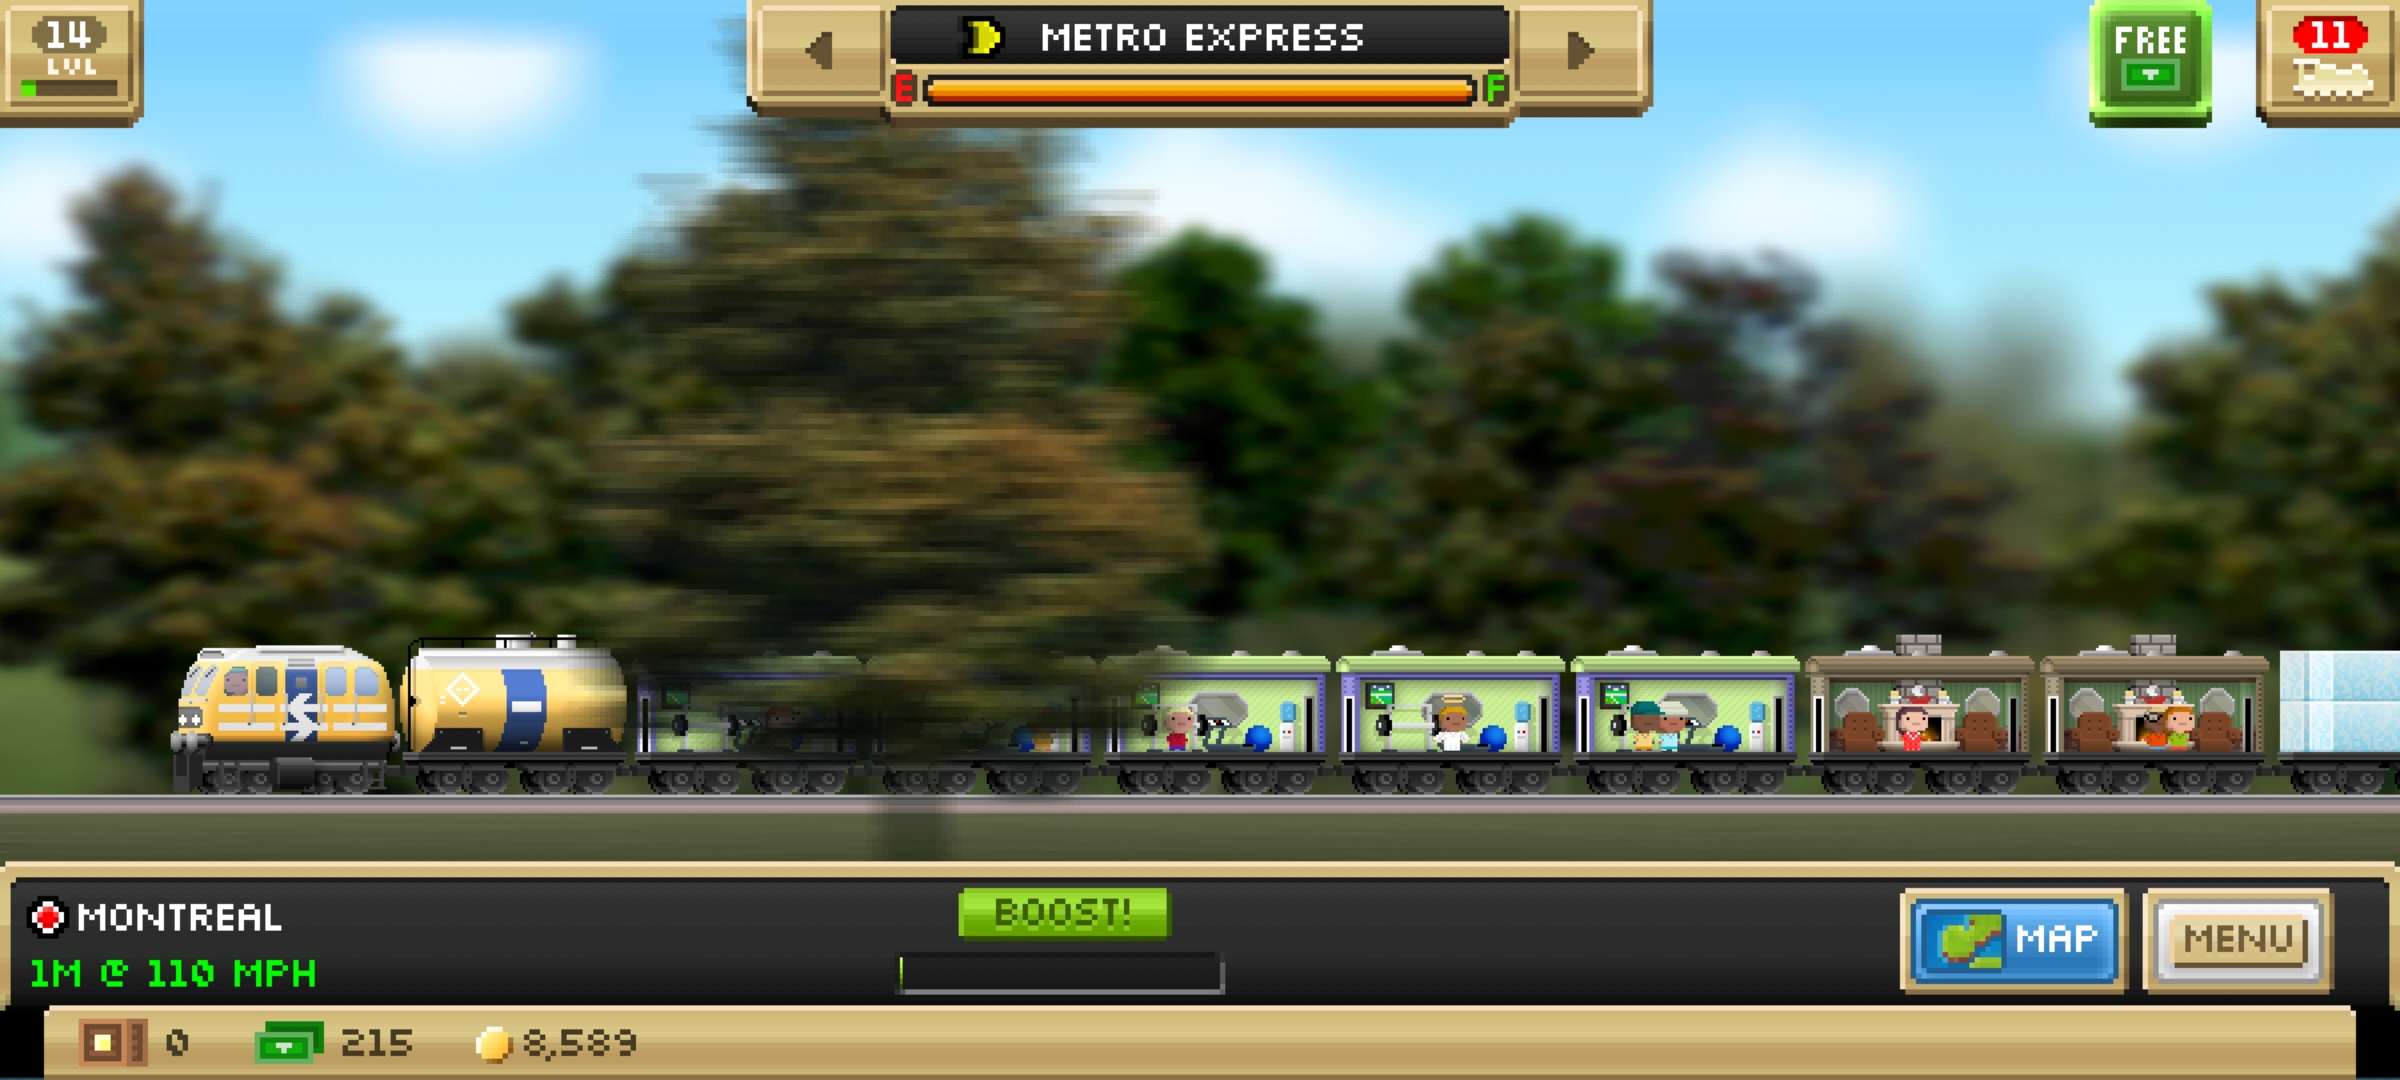 14
LVL
METRO EXPRESS
E
F
FREE
11
MONTREAL
1M @ 110 MPH
BOOST!
MAP
MENU
0
215
8,589